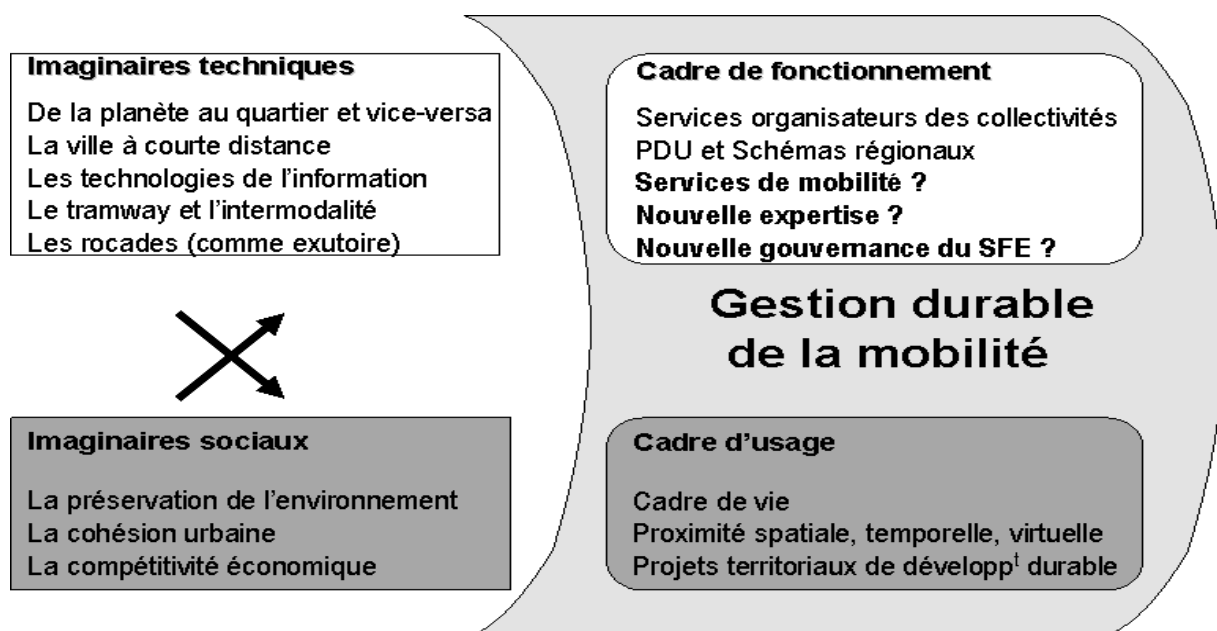 Imaginaires techniques
De la planète au quartier et vice-versa
La ville à courte distance
Les technologies de l'information
Le tramway et l'intermodalité
Les rocades (comme exutoire)
Cadre de fonctionnement
Services organisateurs des collectivités
PDU et Schémas régionaux
Services de mobilité ?
Nouvelle expertise ?
Nouvelle gouvernance du SFE ?
Gestion durable
de la mobilité
Imaginaires sociaux
La préservation de l'environnement
La cohésion urbaine
La compétitivité économique
Cadre d'usage
Cadre de vie
Proximité spatiale, temporelle, virtuelle
Projets territoriaux de développᵗ durable